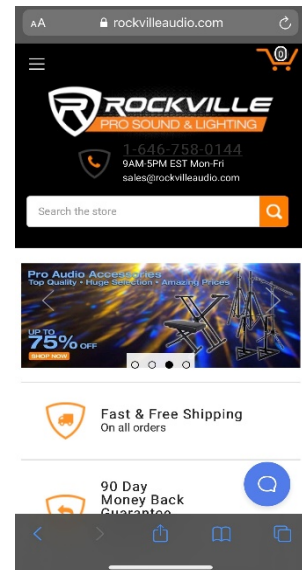 AA
rockvilleaudio.com
0
R ROCKVILLE
PRO SOUND & LIGHTING
1-646-758-0144
9AM-5PM EST Mon-Fri
sales@rockvilleaudio.com
Search the store
Pro Audio Accessories
Top Quality • Huge Selection • Amazing Prices
UP TO
75% OFF
SHOP NOW
Fast & Free Shipping
On all orders
90 Day
Money Back
Guarantee